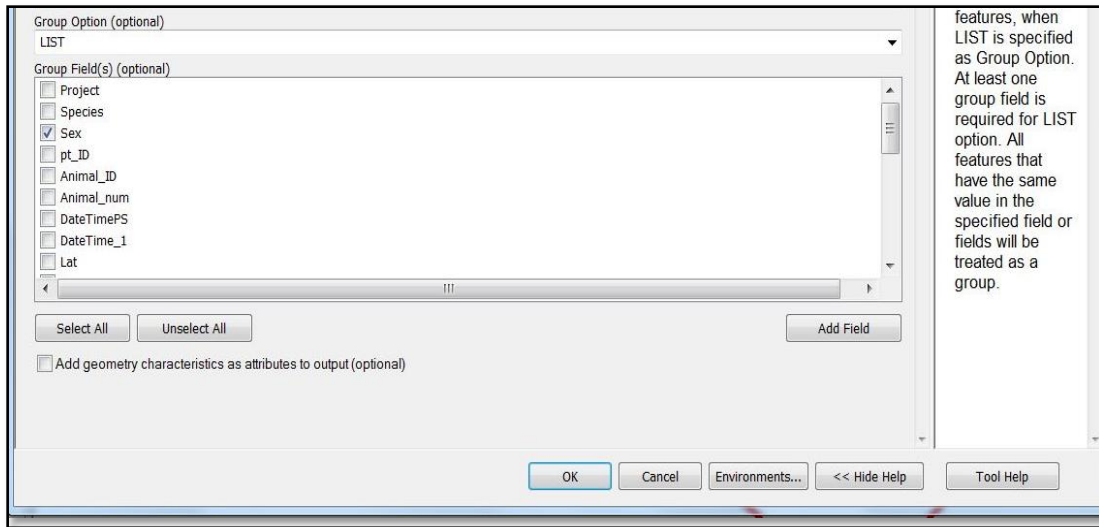 Group Option (optional)
LIST
Group Field(s) (optional)
Project
Species
Sex
pt_ID
Animal_ID
Animal_num
DateTimePS
DateTime_1
Lat
Select All
Unselect All
Add Field
Add geometry characteristics as attributes to output (optional)
OK
Cancel
Environments...
<< Hide Help
Tool Help
features, when
LIST is specified
as Group Option.
At least one
group field is
required for LIST
option. All
features that
have the same
value in the
specified field or
fields will be
treated as a
group.